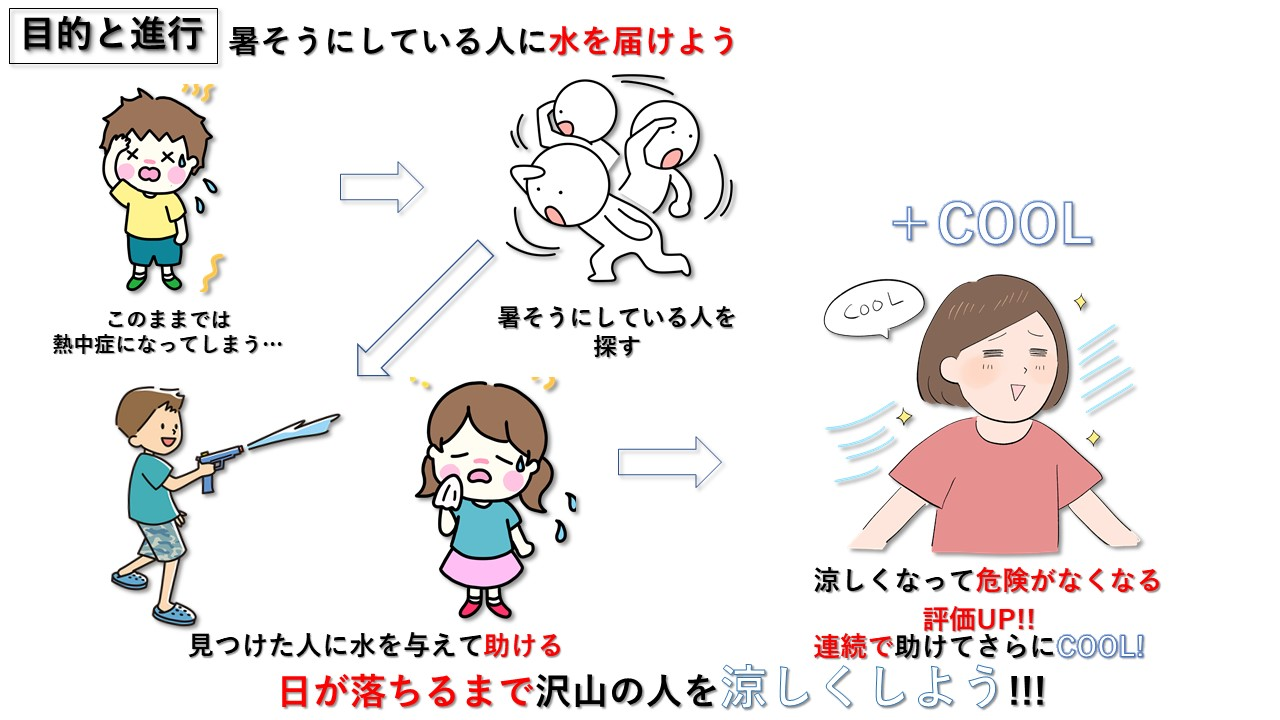 目的と進行
暑そうにしている人に水を届けよう
このままでは
熱中症になってしまう…
暑そうにしている人を
探す
見つけた人に水を与えて助ける
＋COOL
COOL
涼しくなって危険がなくなる
評価UP!!
連続で助けてさらにCOOL!
日が落ちるまで沢山の人を涼しくしよう!!!